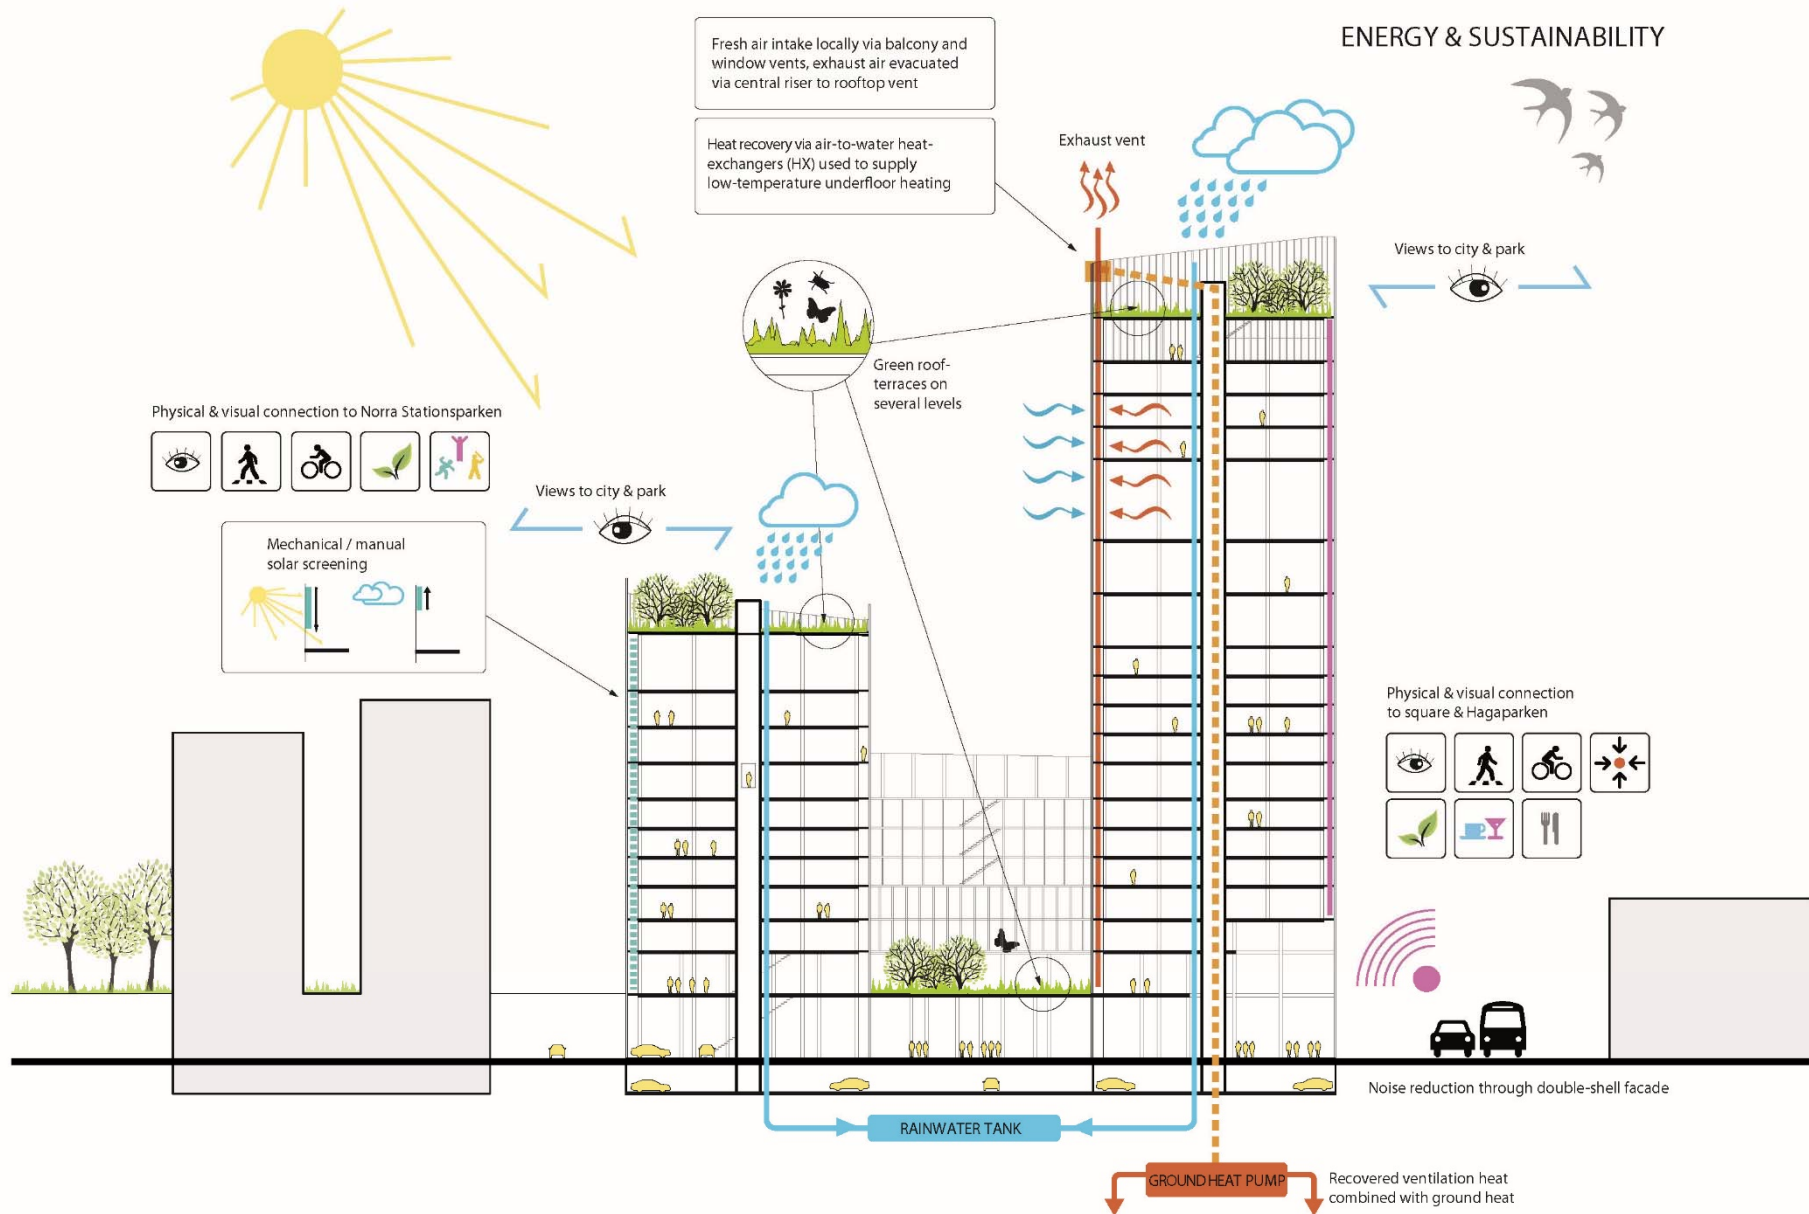 ENERGY & SUSTAINABILITY
Fresh air intake locally via balcony and
window vents, exhaust air evacuated
via central riser to rooftop vent
Heat recovery via air-to-water heat-
exchangers (HX) used to supply
low-temperature underfloor heating
Exhaust vent
Views to city & park
Green roof-
terraces on
several levels
Physical & visual connection to Norra Stationsparken
Views to city & park
Mechanical / manual
solar screening
Physical & visual connection
to square & Hagaparken
Noise reduction through double-shell facade
RAINWATER TANK
GROUND HEAT PUMP
Recovered ventilation heat
combined with ground heat